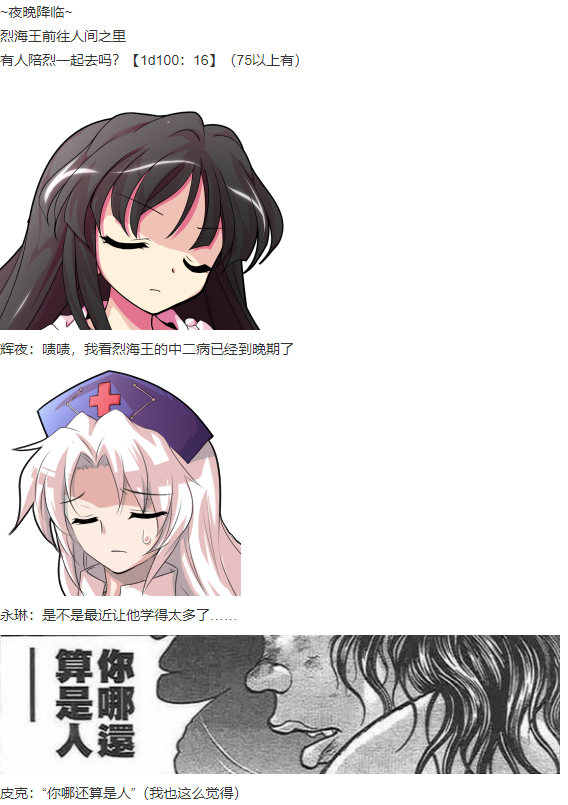 ~夜晚降临~
烈海王前往人间之里
有人陪烈一起去吗？【1d100：16】（75以上有）
辉夜：啧啧，我看烈海王的中二病已经到晚期了
永琳：是不是最近让他学得太多了……
你哪還
算是人
皮克：“你哪还算是人”（我也这么觉得）